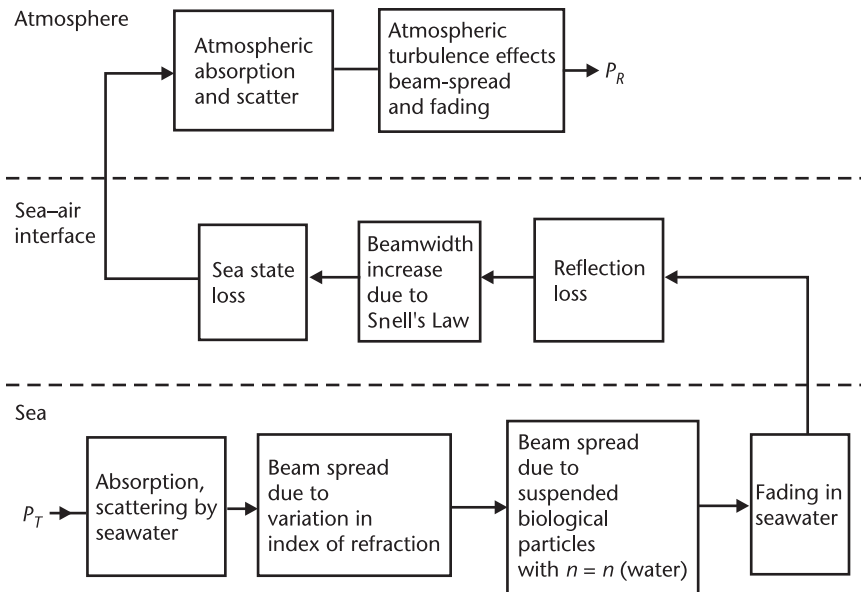 Atmosphere
Atmospheric
absorption
and scatter
Atmospheric
turbulence effects
beam-spread
and fading
P_R
Sea–air
interface
Sea state
loss
Beamwidth
increase
due to
Snell's Law
Reflection
loss
Sea
P_T
Absorption,
scattering by
seawater
Beam spread
due to
variation in
index of refraction
Beam spread
due to
suspended
biological
particles
with n = n (water)
Fading in
seawater